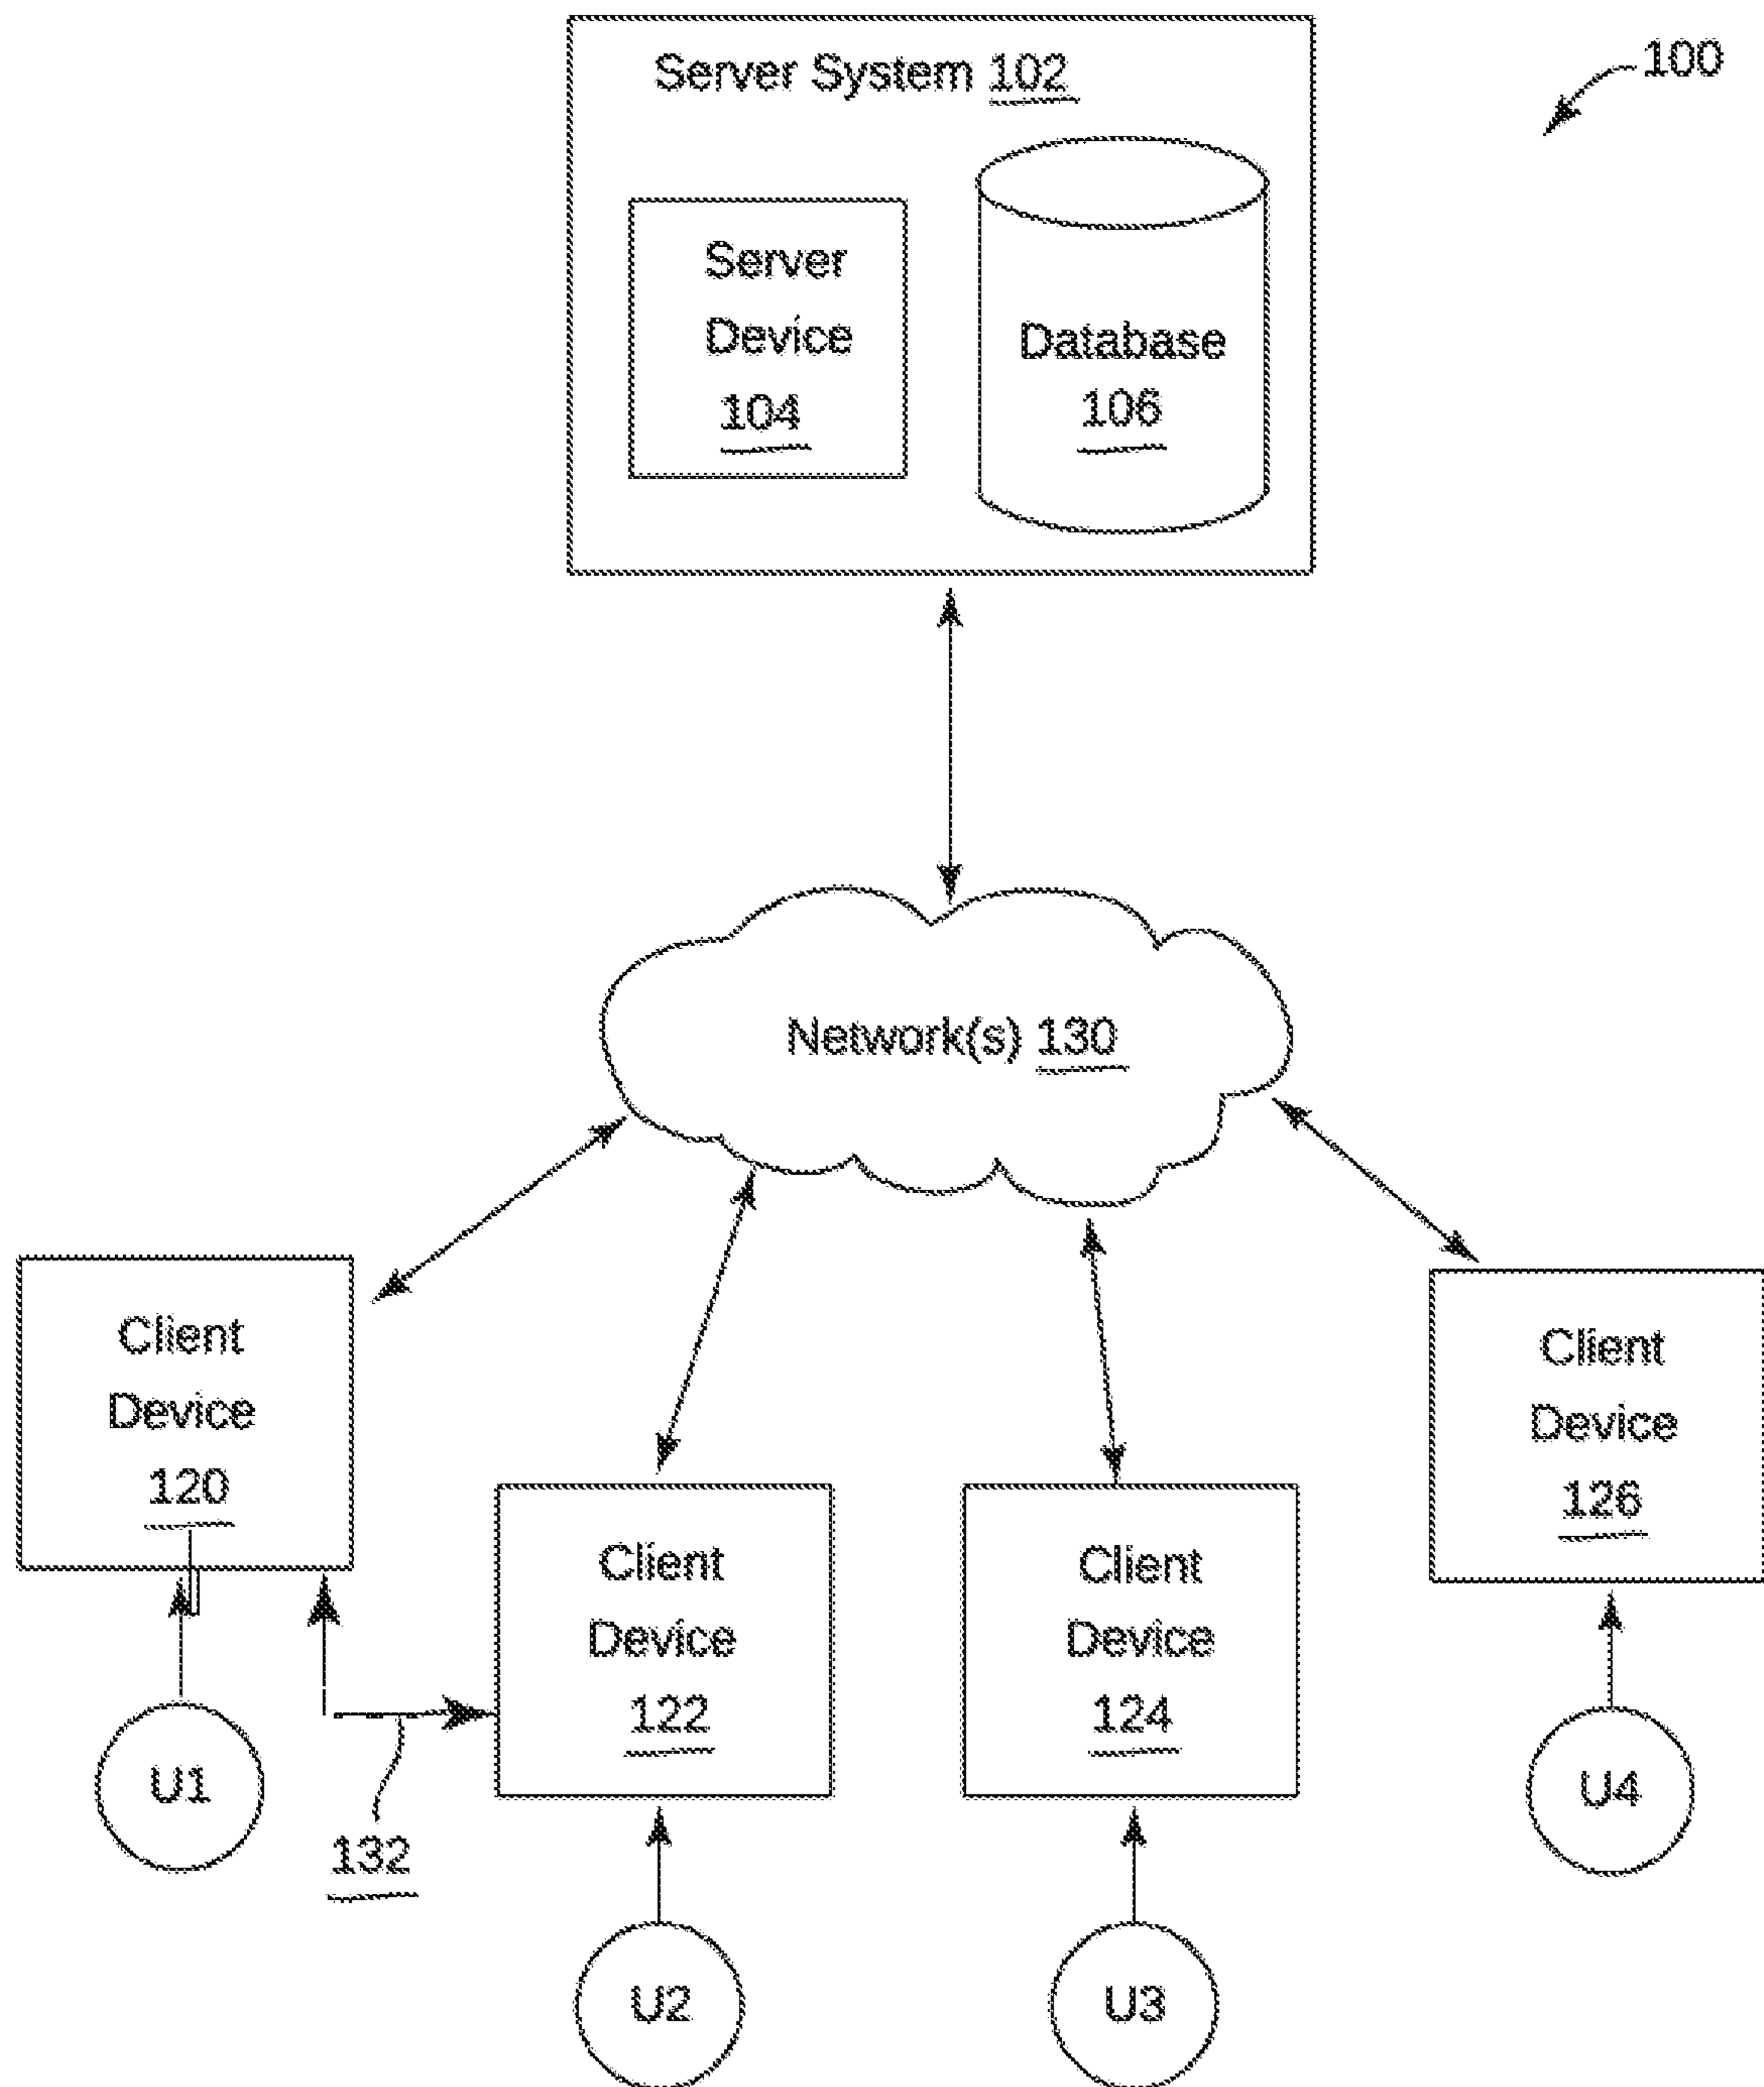 Server System 102
100
Server
Device
104
Database
106
Network(s) 130
Client
Device
120
Client
Device
122
Client
Device
124
Client
Device
126
U1
132
U2
U3
U4